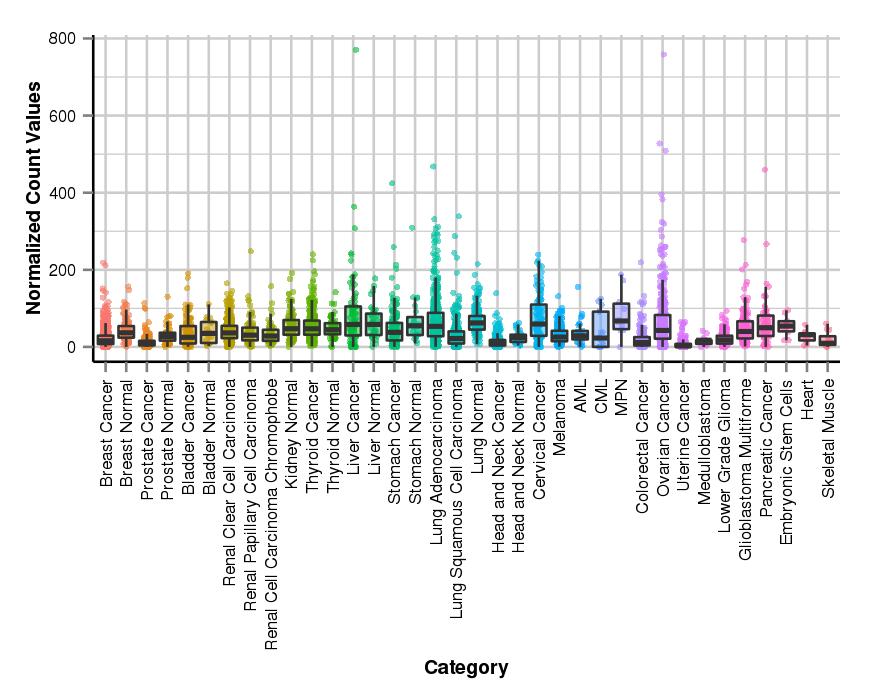 800
600
400
200
0
Normalized Count Values
Breast Cancer
Breast Normal
Prostate Cancer
Prostate Normal
Bladder Cancer
Bladder Normal
Renal Clear Cell Carcinoma
Renal Papillary Cell Carcinoma
Renal Cell Carcinoma Chromophobe
Kidney Normal
Thyroid Cancer
Thyroid Normal
Liver Cancer
Liver Normal
Stomach Cancer
Stomach Normal
Lung Adenocarcinoma
Lung Squamous Cell Carcinoma
Lung Normal
Head and Neck Cancer
Head and Neck Normal
Cervical Cancer
Melanoma
AML
CML
MPN
Colorectal Cancer
Ovarian Cancer
Uterine Cancer
Medulloblastoma
Lower Grade Glioma
Glioblastoma Multiforme
Pancreatic Cancer
Embryonic Stem Cells
Heart
Skeletal Muscle
Category